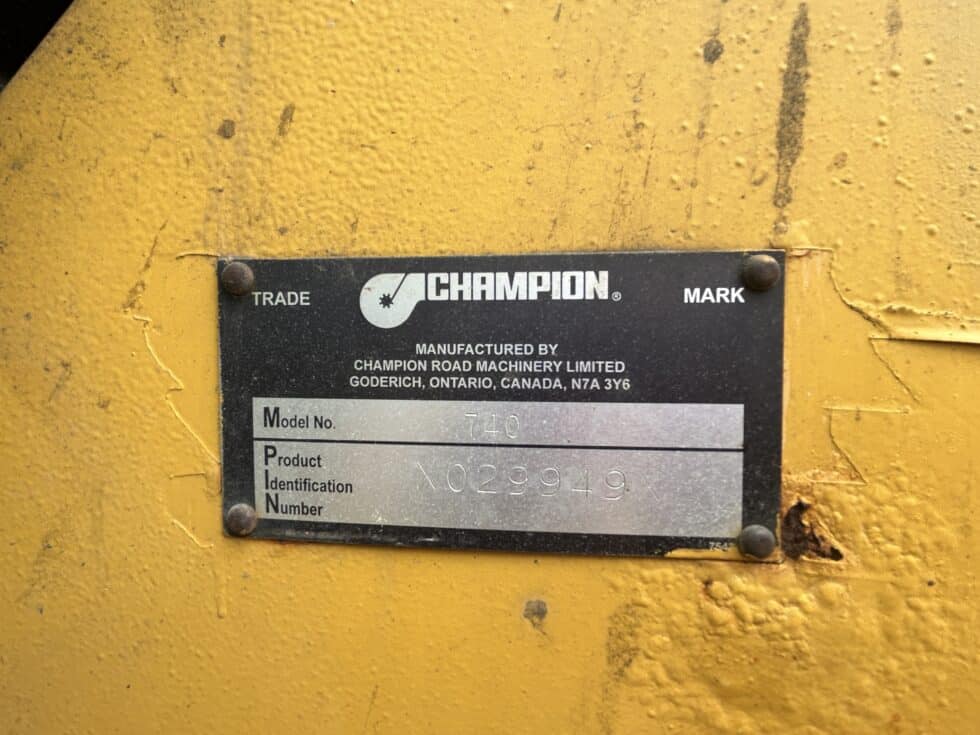 TRADE CHAMPION® MARK
MANUFACTURED BY
CHAMPION ROAD MACHINERY LIMITED
GODERICH, ONTARIO, CANADA, N7A 3Y6
Model No. 740
Product
Identification
Number
X029949X